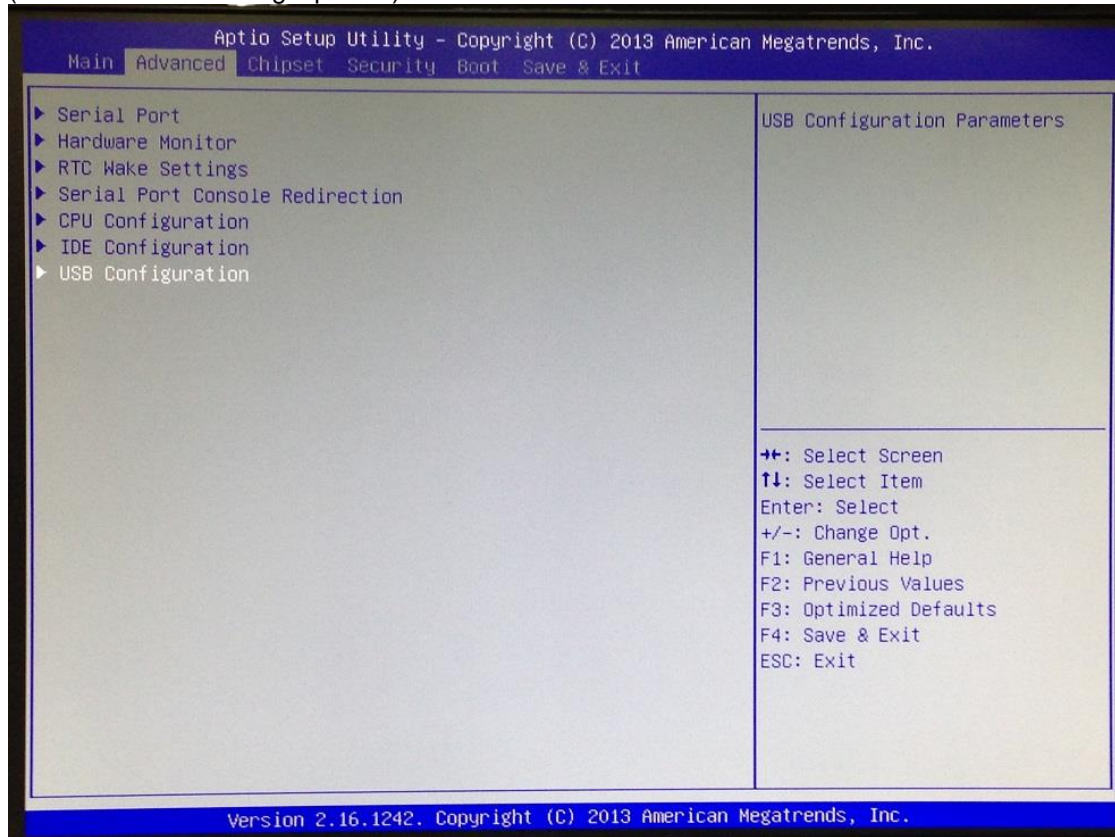 Aptio Setup Utility – Copyright (C) 2013 American Megatrends, Inc.
Main Advanced Chipset Security Boot Save & Exit
▶ Serial Port
▶ Hardware Monitor
▶ RTC Wake Settings
▶ Serial Port Console Redirection
▶ CPU Configuration
▶ IDE Configuration
▶ USB Configuration
USB Configuration Parameters
→←: Select Screen
↑↓: Select Item
Enter: Select
+/-: Change Opt.
F1: General Help
F2: Previous Values
F3: Optimized Defaults
F4: Save & Exit
ESC: Exit
Version 2.16.1242. Copyright (C) 2013 American Megatrends, Inc.